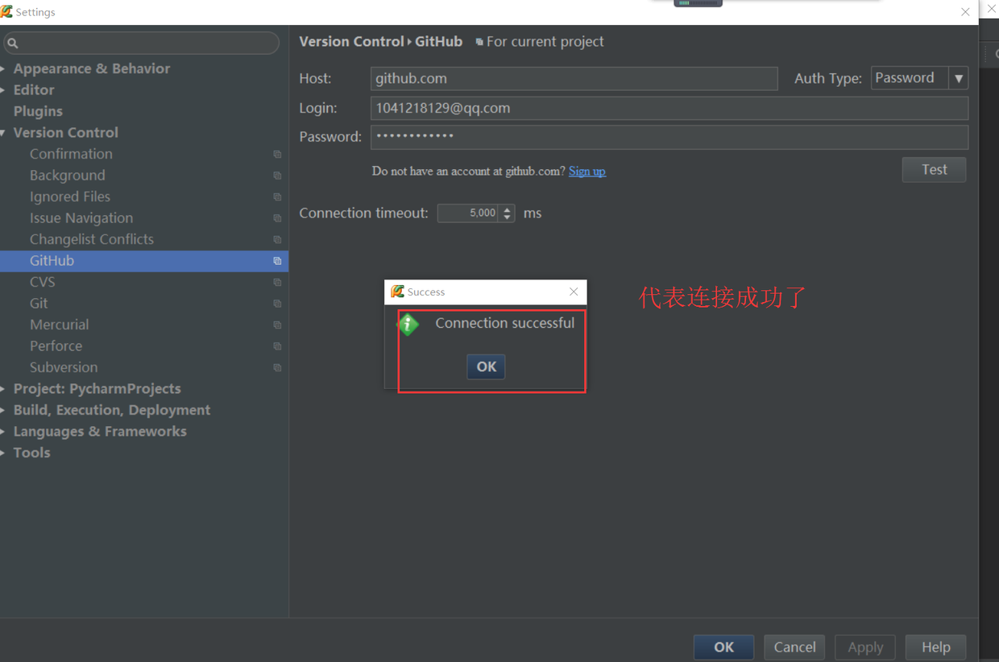 Settings
Version Control › GitHub For current project
Appearance & Behavior
Editor
Plugins
Version Control
Confirmation
Background
Ignored Files
Issue Navigation
Changelist Conflicts
GitHub
CVS
Git
Mercurial
Perforce
Subversion
Project: PycharmProjects
Build, Execution, Deployment
Languages & Frameworks
Tools
Host: github.com Auth Type: Password
Login: 1041218129@qq.com
Password: ••••••••••••
Do not have an account at github.com? Sign up
Test
Connection timeout: 5,000 ms
Success
Connection successful
OK
代表连接成功了
OK Cancel Apply Help